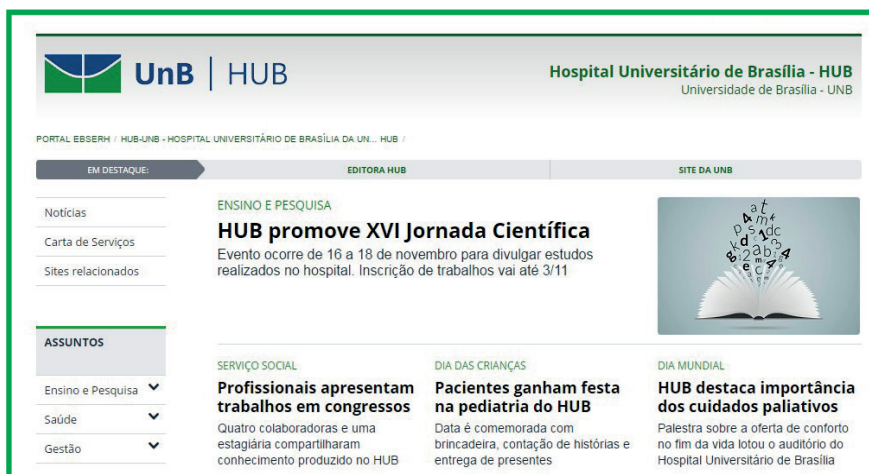 UnB | HUB
Hospital Universitário de Brasília - HUB
Universidade de Brasília - UNB
PORTAL EBSERH / HUB-UNB - HOSPITAL UNIVERSITÁRIO DE BRASÍLIA DA UN... HUB /
EM DESTAQUE:
EDITORA HUB
SITE DA UNB
Notícias
Carta de Serviços
Sites relacionados
ENSINO E PESQUISA
HUB promove XVI Jornada Científica
Evento ocorre de 16 a 18 de novembro para divulgar estudos
realizados no hospital. Inscrição de trabalhos vai até 3/11
ASSUNTOS
Ensino e Pesquisa
Saúde
Gestão
SERVIÇO SOCIAL
Profissionais apresentam
trabalhos em congressos
Quatro colaboradoras e uma
estagiária compartilharam
conhecimento produzido no HUB
DIA DAS CRIANÇAS
Pacientes ganham festa
na pediatria do HUB
Data é comemorada com
brincadeira, contação de histórias e
entrega de presentes
DIA MUNDIAL
HUB destaca importância
dos cuidados paliativos
Palestra sobre a oferta de conforto
no fim da vida lotou o auditório do
Hospital Universitário de Brasília